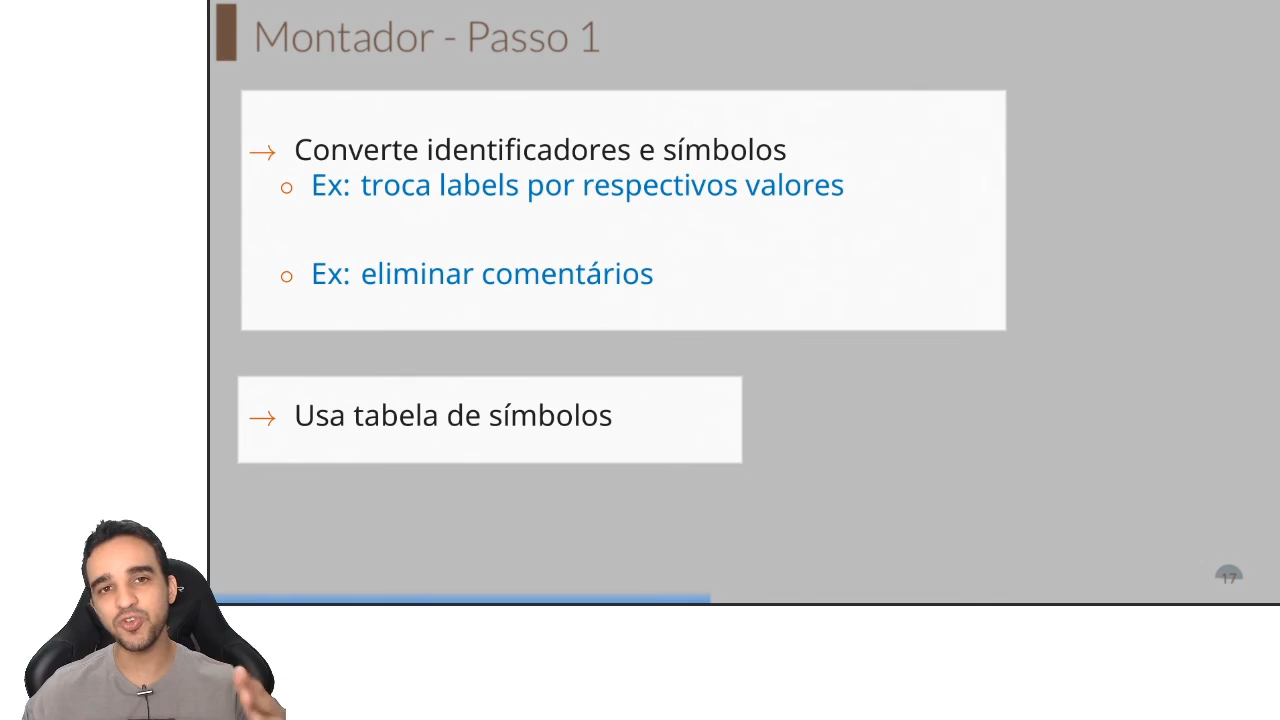 Montador - Passo 1
→ Converte identificadores e símbolos
○ Ex: troca labels por respectivos valores
○ Ex: eliminar comentários
→ Usa tabela de símbolos
17